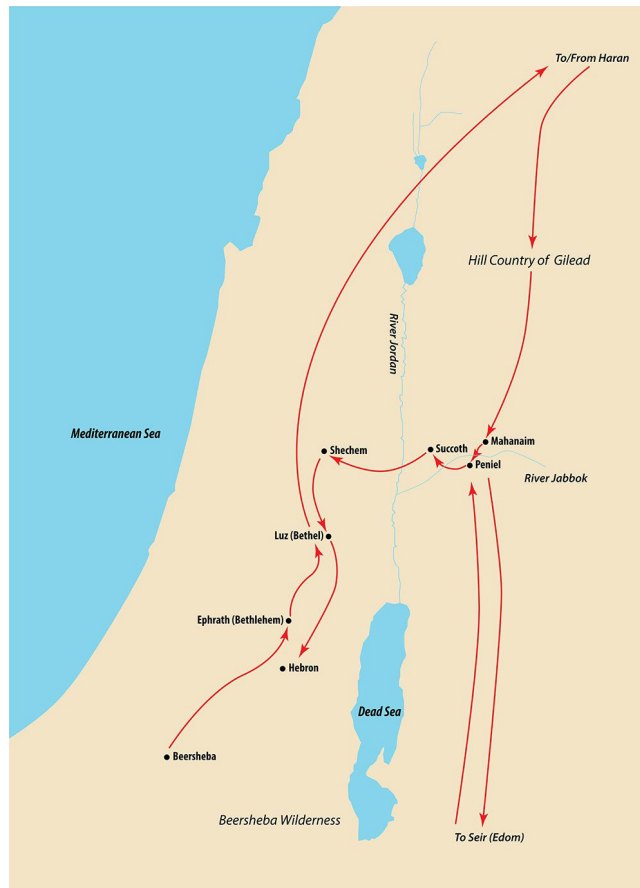 To/From Haran
Hill Country of Gilead
River Jordan
Mediterranean Sea
Shechem
Succoth
Mahanaim
Peniel
River Jabbok
Luz (Bethel)
Ephrath (Bethlehem)
Hebron
Dead Sea
Beersheba
Beersheba Wilderness
To Seir (Edom)